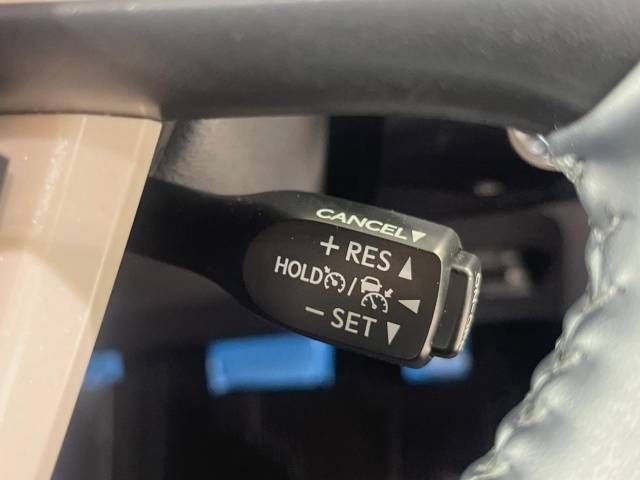 CANCEL▼
+ RES ▲
HOLD /
− SET ▼